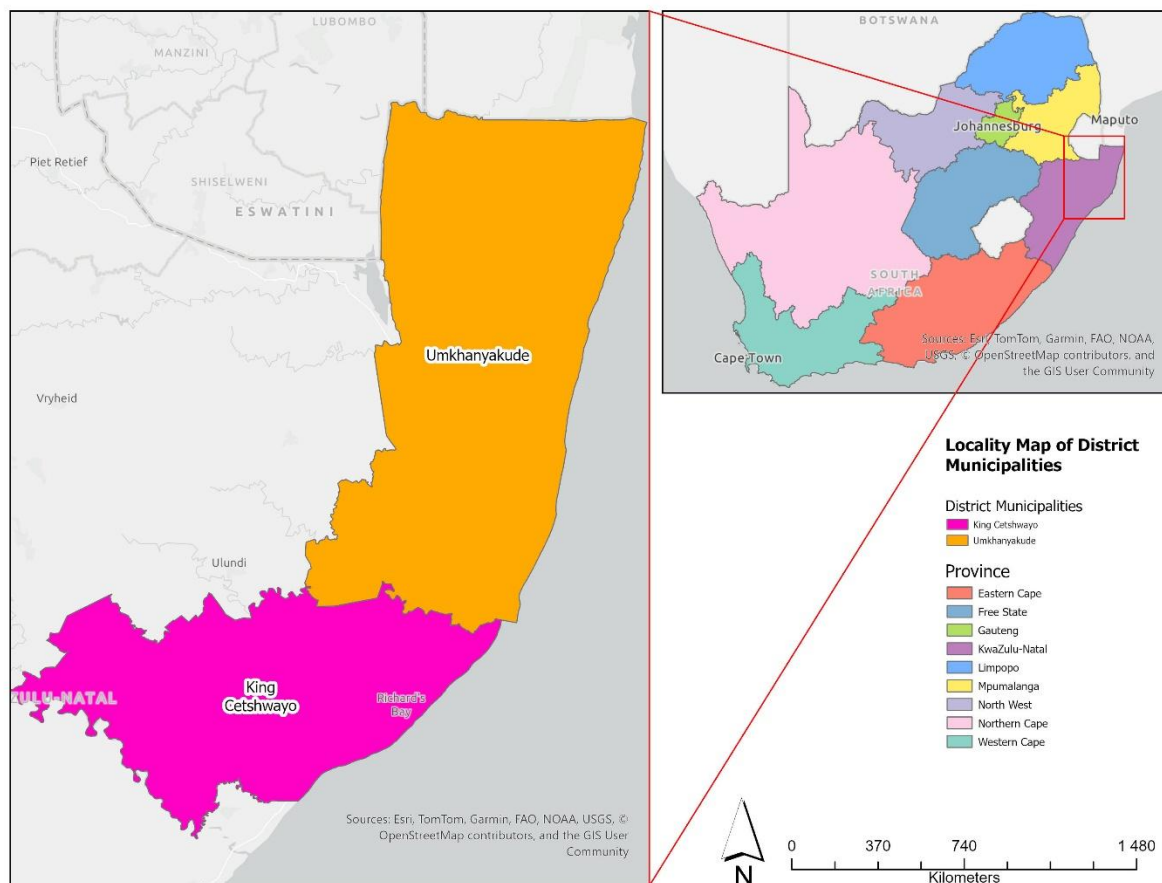 LUBOMBO
MANZINI
Piet Retief
SHISELWENI
ESWATINI
Umkhanyakude
Vryheid
Ulundi
King
Cetshwayo
ZULU-NATAL
Richard's
Bay
Sources: Esri, TomTom, Garmin, FAO, NOAA, USGS, ©
OpenStreetMap contributors, and the GIS User
Community
BOTSWANA
Johannesburg
Maputo
SOUTH
AFRICA
Cape Town
Sources: Esri, TomTom, Garmin, FAO, NOAA,
USGS, © OpenStreetMap contributors, and
the GIS User Community
Locality Map of District
Municipalities
District Municipalities
King Cetshwayo
Umkhanyakude
Province
Eastern Cape
Free State
Gauteng
KwaZulu-Natal
Limpopo
Mpumalanga
North West
Northern Cape
Western Cape
N
0 370 740 1 480
Kilometers